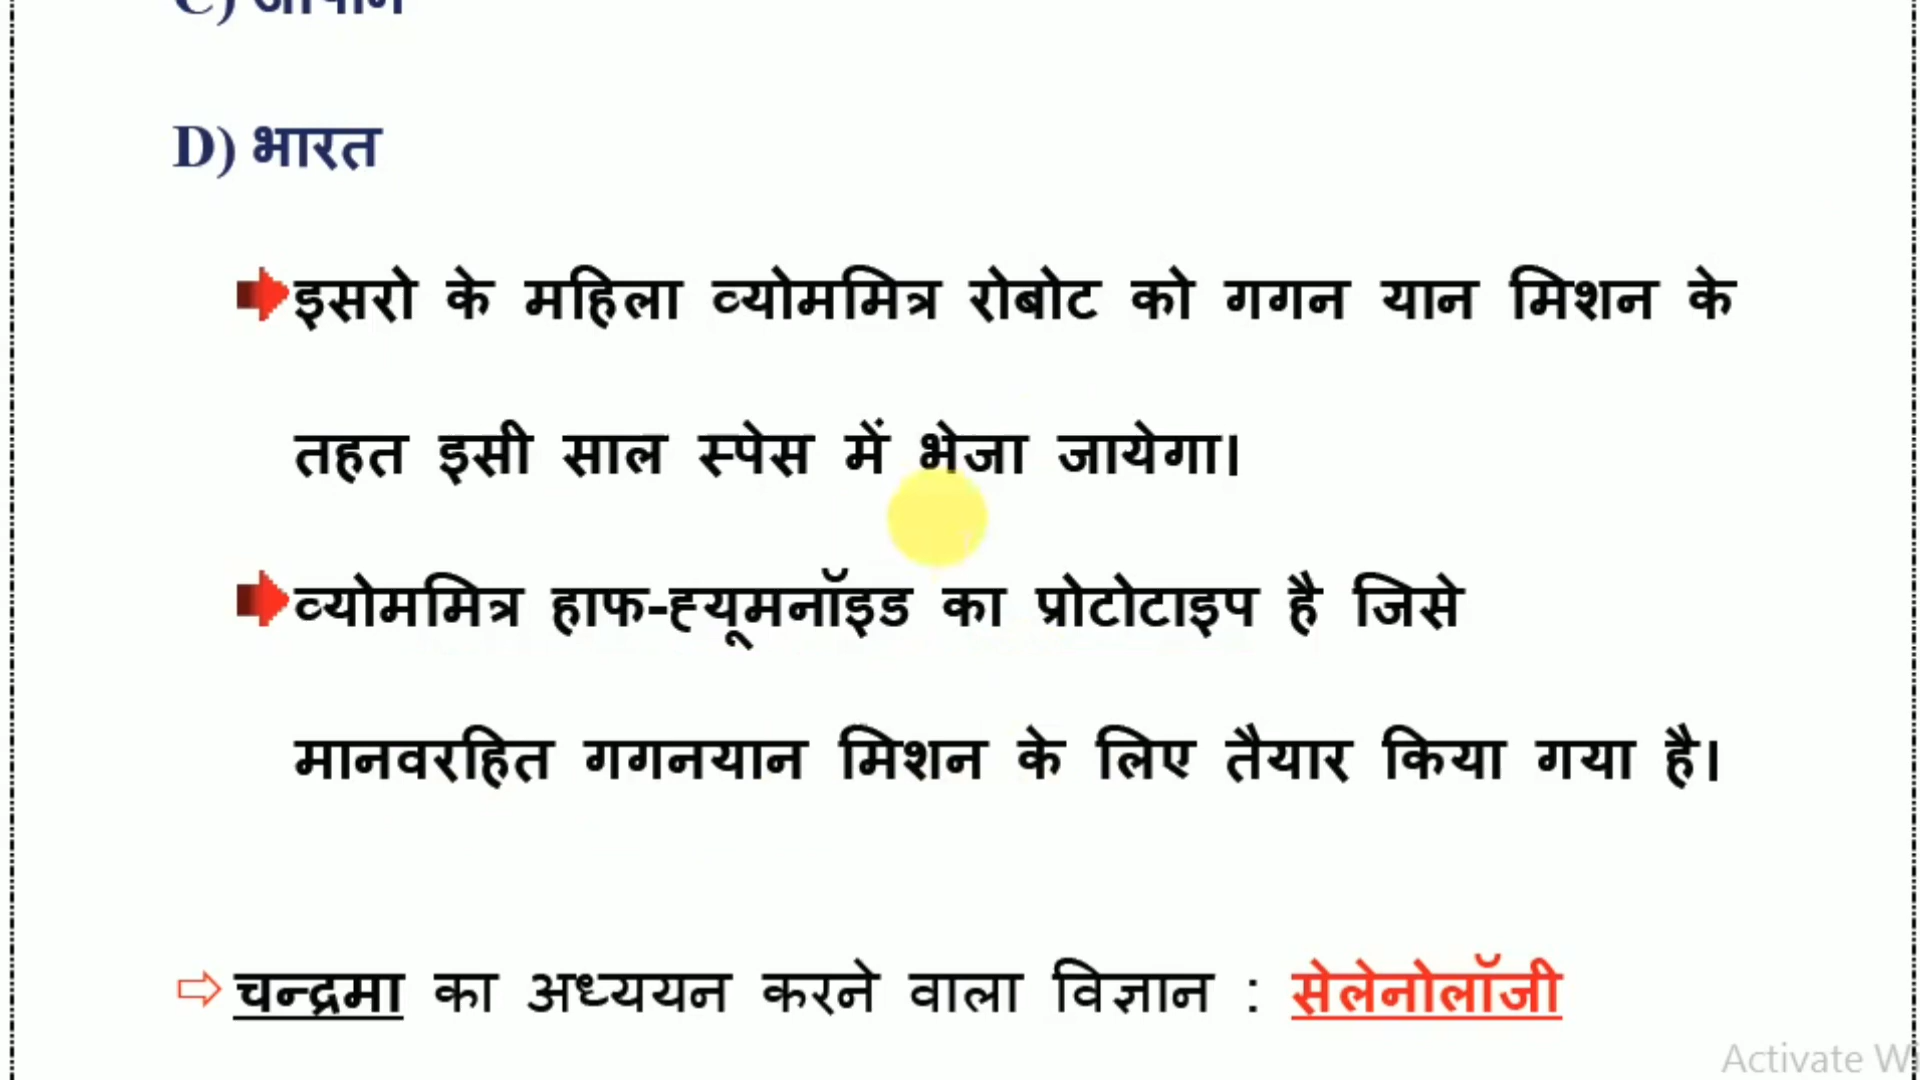 D) भारत
इसरो के महिला व्योममित्र रोबोट को गगन यान मिशन के
तहत इसी साल स्पेस में भेजा जायेगा।
व्योममित्र हाफ-ह्यूमनॉइड का प्रोटोटाइप है जिसे
मानवरहित गगनयान मिशन के लिए तैयार किया गया है।
चन्द्रमा का अध्ययन करने वाला विज्ञान : सेलेनोलॉजी
Activate